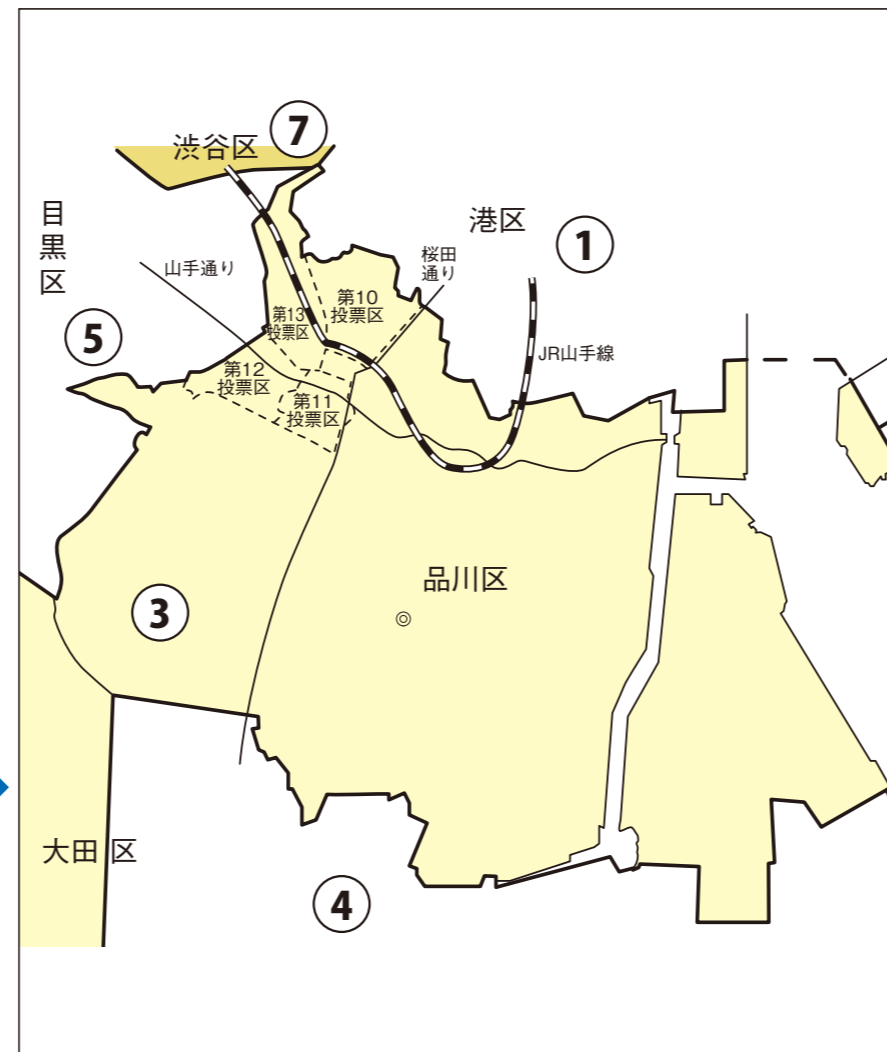 渋谷区
7
目黒区
港区
1
桜田
通り
山手通り
第10
投票区
第13
投票区
5
JR山手線
第12
投票区
第11
投票区
品川区
3
◎
大田区
4